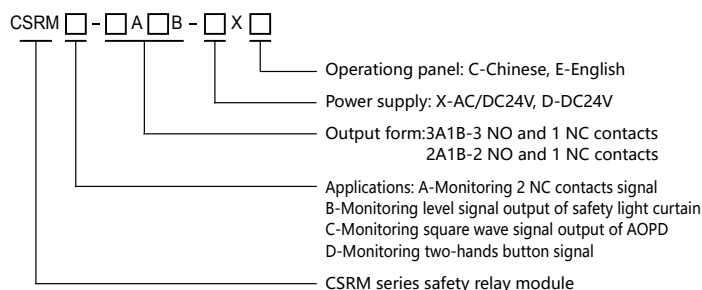 CSRM □ - □ A □ B - □ X □
Operationg panel: C-Chinese, E-English
Power supply: X-AC/DC24V, D-DC24V
Output form:3A1B-3 NO and 1 NC contacts
2A1B-2 NO and 1 NC contacts
Applications: A-Monitoring 2 NC contacts signal
B-Monitoring level signal output of safety light curtain
C-Monitoring square wave signal output of AOPD
D-Monitoring two-hands button signal
CSRM series safety relay module